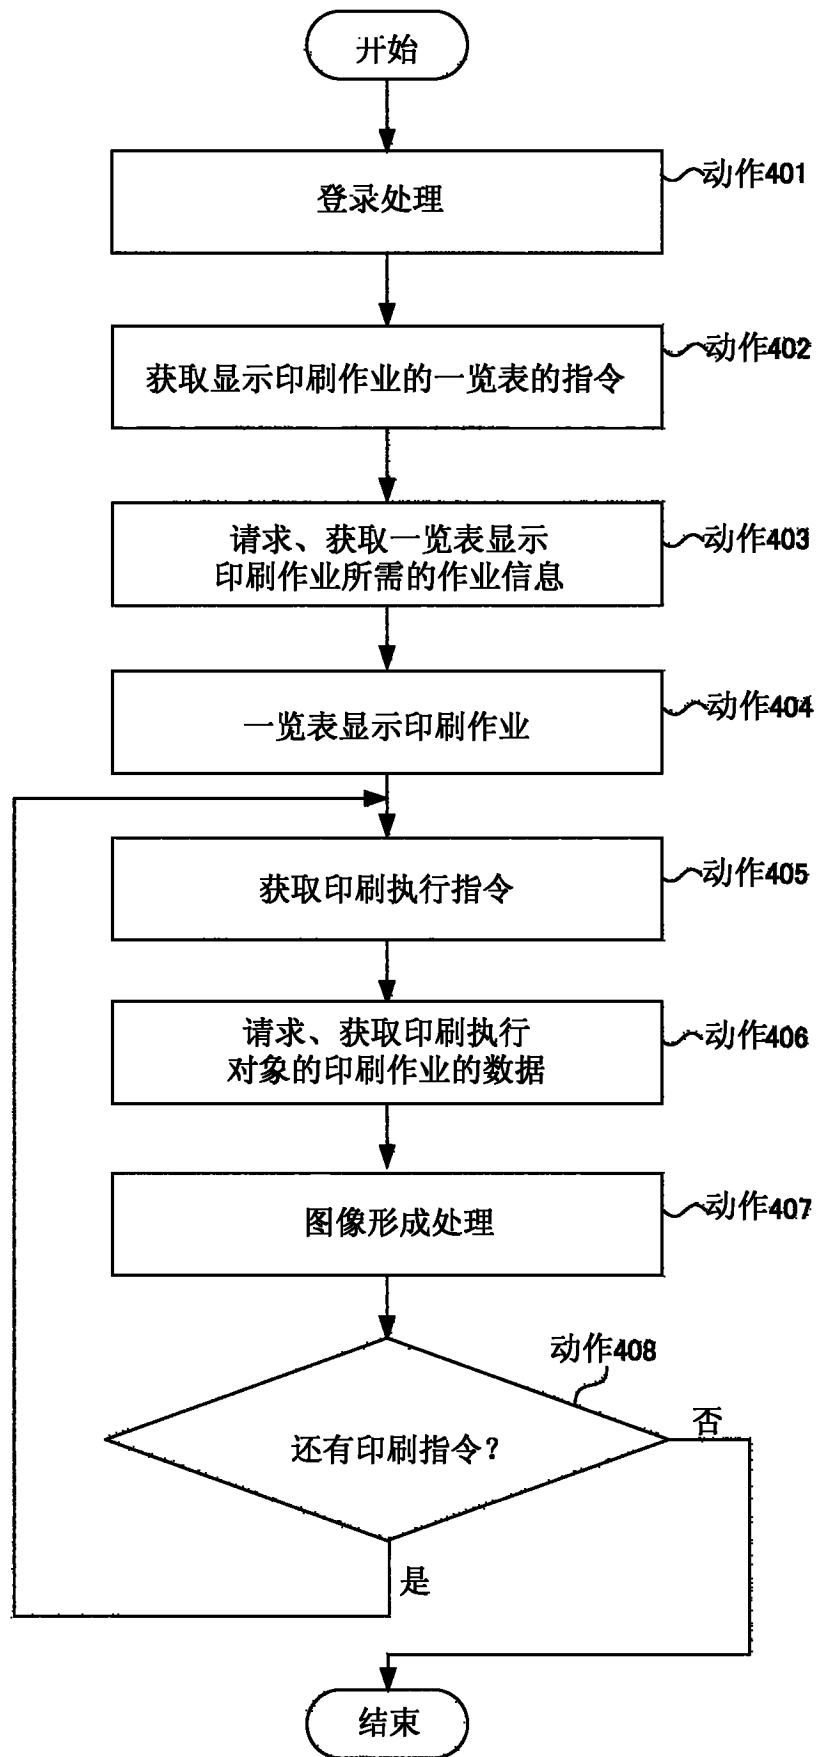 开始
登录处理
动作401
获取显示印刷作业的一览表的指令
动作402
请求、获取一览表显示
印刷作业所需的作业信息
动作403
一览表显示印刷作业
动作404
获取印刷执行指令
动作405
请求、获取印刷执行
对象的印刷作业的数据
动作406
图像形成处理
动作407
动作408
还有印刷指令?
否
是
结束